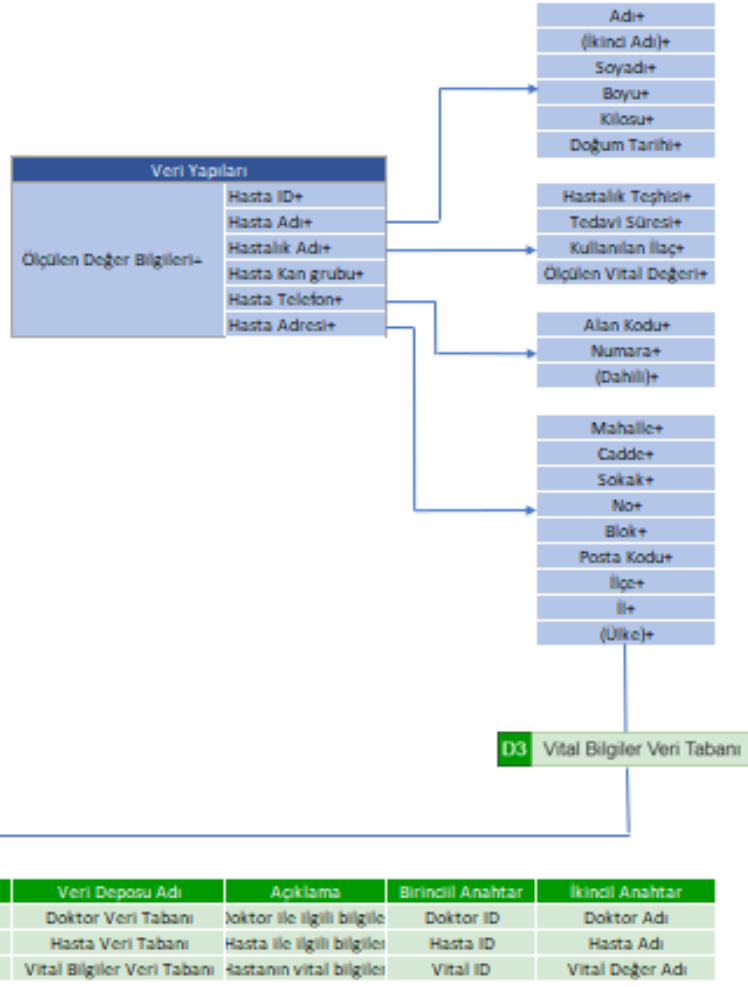 Adı+
(İkinci Adı)+
Soyadı+
Boyu+
Kilosu+
Doğum Tarihi+
Veri Yapıları
Ölçülen Değer Bilgileri+
Hasta ID+
Hasta Adı+
Hastalık Adı+
Hasta Kan grubu+
Hasta Telefon+
Hasta Adresi+
Hastalık Teşhisi+
Tedavi Süresi+
Kullanılan İlaç+
Ölçülen Vital Değeri+
Alan Kodu+
Numara+
(Dahili)+
Mahalle+
Cadde+
Sokak+
No+
Blok+
Posta Kodu+
İlçe+
İl+
(Ülke)+
D3 Vital Bilgiler Veri Tabanı
Veri Deposu Adı Açıklama Birinciil Anahtar İkincil Anahtar
Doktor Veri Tabanı Doktor ile ilgili bilgile Doktor ID Doktor Adı
Hasta Veri Tabanı Hasta ile ilgili bilgiler Hasta ID Hasta Adı
Vital Bilgiler Veri Tabanı Hastanın vital bilgiler Vital ID Vital Değer Adı